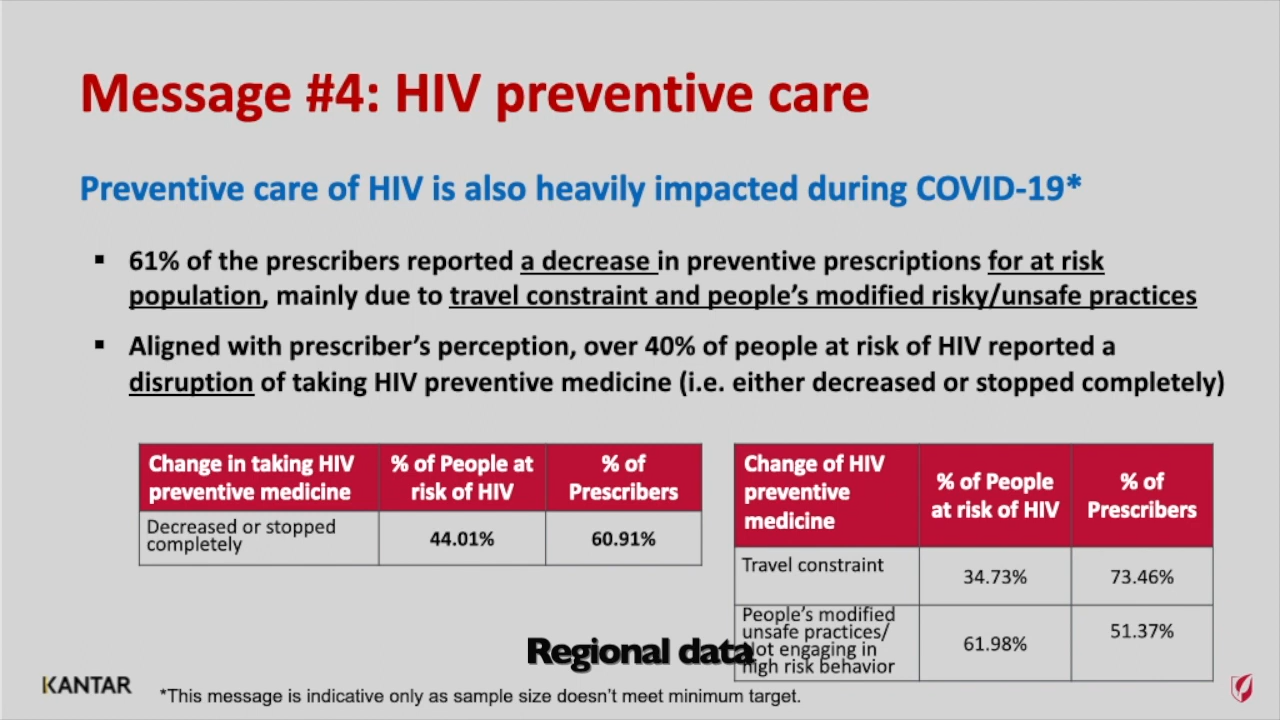 Message #4: HIV preventive care
Preventive care of HIV is also heavily impacted during COVID-19*
▪ 61% of the prescribers reported a decrease in preventive prescriptions for at risk
population, mainly due to travel constraint and people's modified risky/unsafe practices
▪ Aligned with prescriber's perception, over 40% of people at risk of HIV reported a
disruption of taking HIV preventive medicine (i.e. either decreased or stopped completely)
Change in taking HIV
preventive medicine
% of People at
risk of HIV
% of
Prescribers
Decreased or stopped
completely
44.01%
60.91%
Change of HIV
preventive
medicine
% of People
at risk of HIV
% of
Prescribers
Travel constraint
34.73%
73.46%
People's modified
unsafe practices/
Not engaging in
high risk behavior
61.98%
51.37%
Regional data
KANTAR
*This message is indicative only as sample size doesn't meet minimum target.